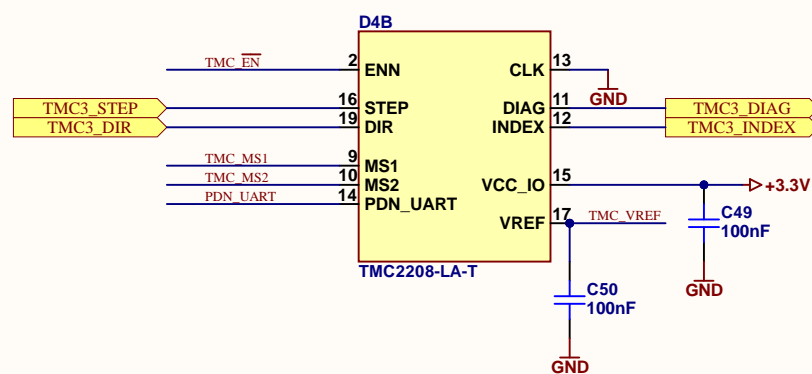 D4B
TMC_EN 2 ENN CLK 13
GND
TMC3_STEP 16 STEP DIAG 11 TMC3_DIAG
TMC3_DIR 19 DIR INDEX 12 TMC3_INDEX
TMC_MS1 9 MS1
TMC_MS2 10 MS2 VCC_IO 15 +3.3V
PDN_UART 14 PDN_UART
VREF 17 TMC_VREF
C49
100nF
TMC2208-LA-T
GND
C50
100nF
GND